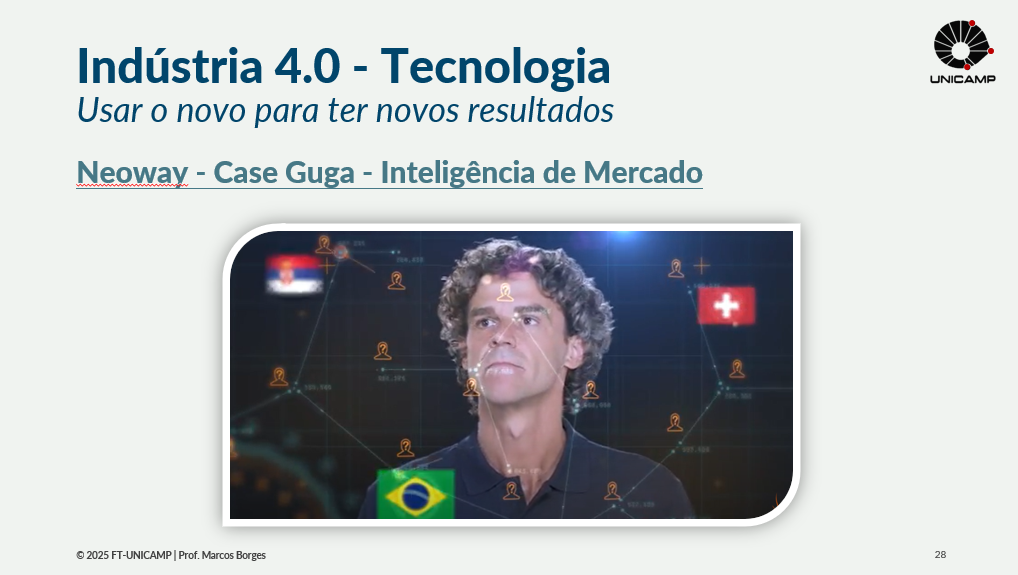 Indústria 4.0 - Tecnologia
UNICAMP
Usar o novo para ter novos resultados
Neoway - Case Guga - Inteligência de Mercado
© 2025 FT-UNICAMP | Prof. Marcos Borges
28